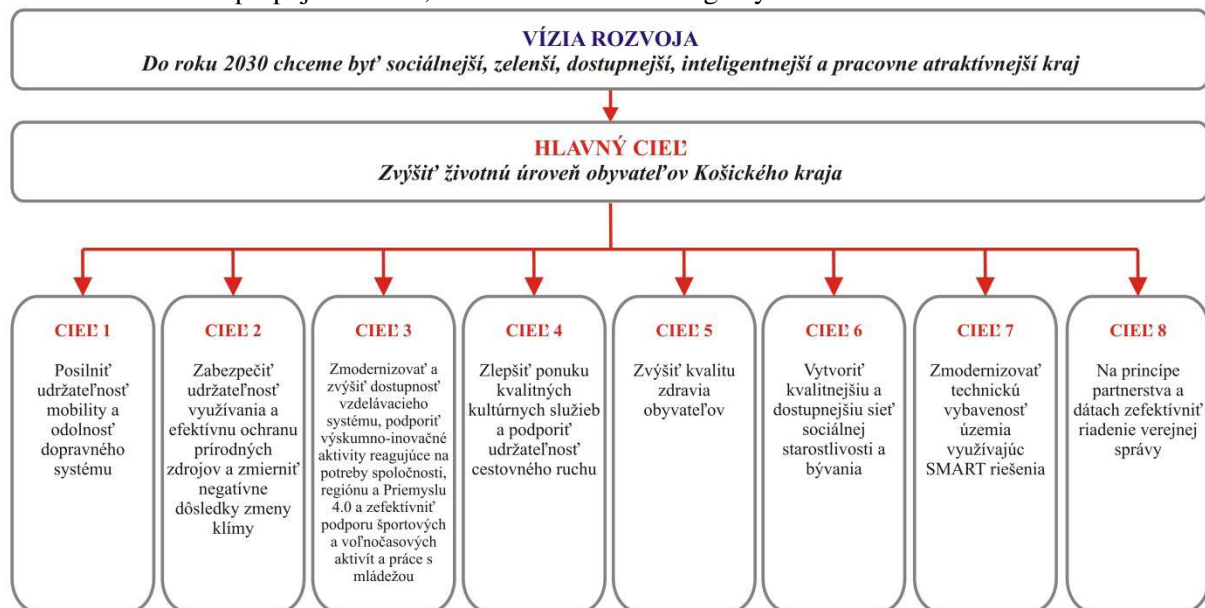 VÍZIA ROZVOJA
Do roku 2030 chceme byť sociálnejší, zelenší, dostupnejší, inteligentnejší a pracovne atraktívnejší kraj
HLAVNÝ CIEĽ
Zvýšiť životnú úroveň obyvateľov Košického kraja
CIEĽ 1
Posilniť
udržateľnosť
mobility a
odolnosť
dopravného
systému
CIEĽ 2
Zabezpečiť
udržateľnosť
využívania a
efektívnu ochranu
prírodných
zdrojov a zmierniť
negatívne
dôsledky zmeny
klímy
CIEĽ 3
Zmodernizovať a
zvýšiť dostupnosť
vzdelávacieho
systému, podporiť
výskumno-inovačné
aktivity reagujúce na
potreby spoločnosti,
regiónu a Priemyslu
4.0 a zefektívniť
podporu športových
a voľnočasových
aktivít a práce s
mládežou
CIEĽ 4
Zlepšiť ponuku
kvalitných
kultúrnych služieb
a podporiť
udržateľnosť
cestovného ruchu
CIEĽ 5
Zvýšiť kvalitu
zdravia
obyvateľov
CIEĽ 6
Vytvoriť
kvalitnejšiu a
dostupnejšiu sieť
sociálnej
starostlivosti a
bývania
CIEĽ 7
Zmodernizovať
technickú
vybavenosť
územia
využívajúc
SMART riešenia
CIEĽ 8
Na princípe
partnerstva a
dátach zefektívniť
riadenie verejnej
správy